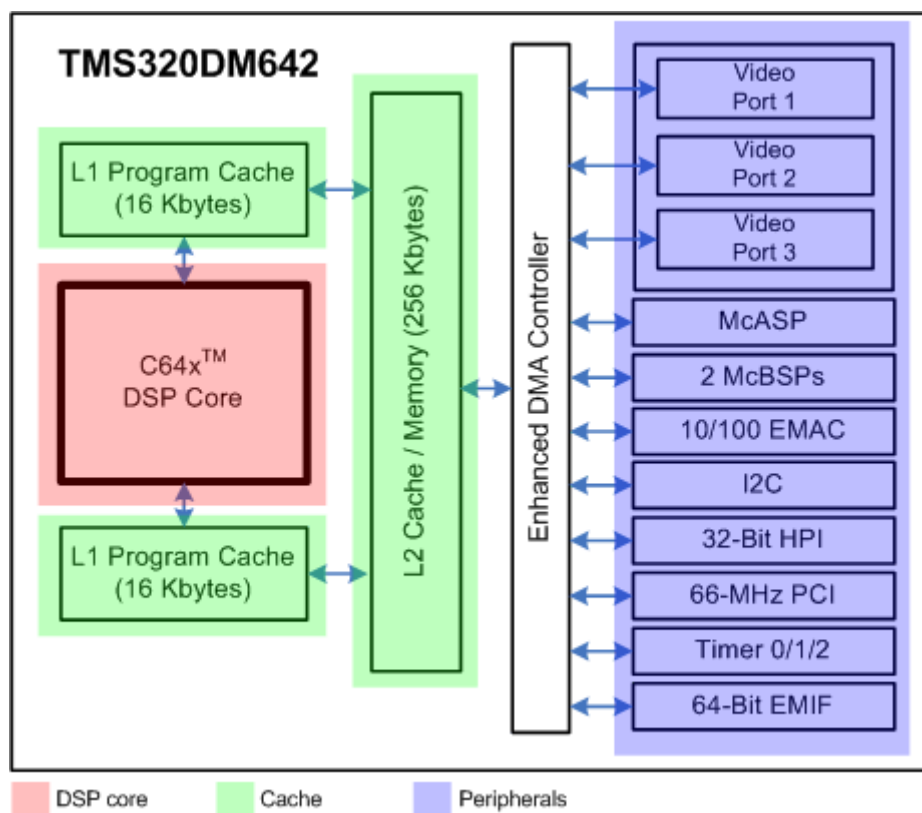 TMS320DM642
L1 Program Cache
(16 Kbytes)
C64x™
DSP Core
L1 Program Cache
(16 Kbytes)
L2 Cache / Memory (256 Kbytes)
Enhanced DMA Controller
Video
Port 1
Video
Port 2
Video
Port 3
McASP
2 McBSPs
10/100 EMAC
I2C
32-Bit HPI
66-MHz PCI
Timer 0/1/2
64-Bit EMIF
DSP core
Cache
Peripherals